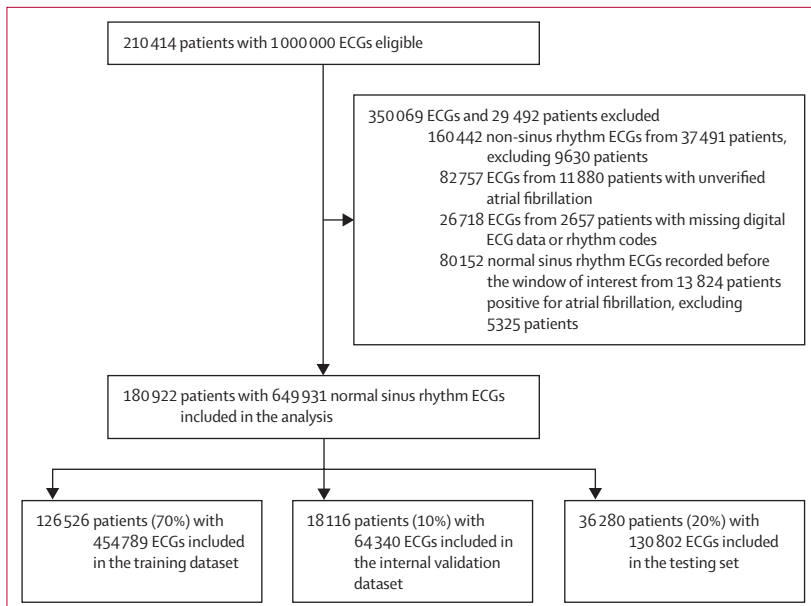 210 414 patients with 1 000 000 ECGs eligible
350 069 ECGs and 29 492 patients excluded
160 442 non-sinus rhythm ECGs from 37 491 patients,
excluding 9630 patients
82 757 ECGs from 11 880 patients with unverified
atrial fibrillation
26 718 ECGs from 2657 patients with missing digital
ECG data or rhythm codes
80 152 normal sinus rhythm ECGs recorded before
the window of interest from 13 824 patients
positive for atrial fibrillation, excluding
5325 patients
180 922 patients with 649 931 normal sinus rhythm ECGs
included in the analysis
126 526 patients (70%) with
454 789 ECGs included
in the training dataset
18 116 patients (10%) with
64 340 ECGs included in
the internal validation
dataset
36 280 patients (20%) with
130 802 ECGs included
in the testing set